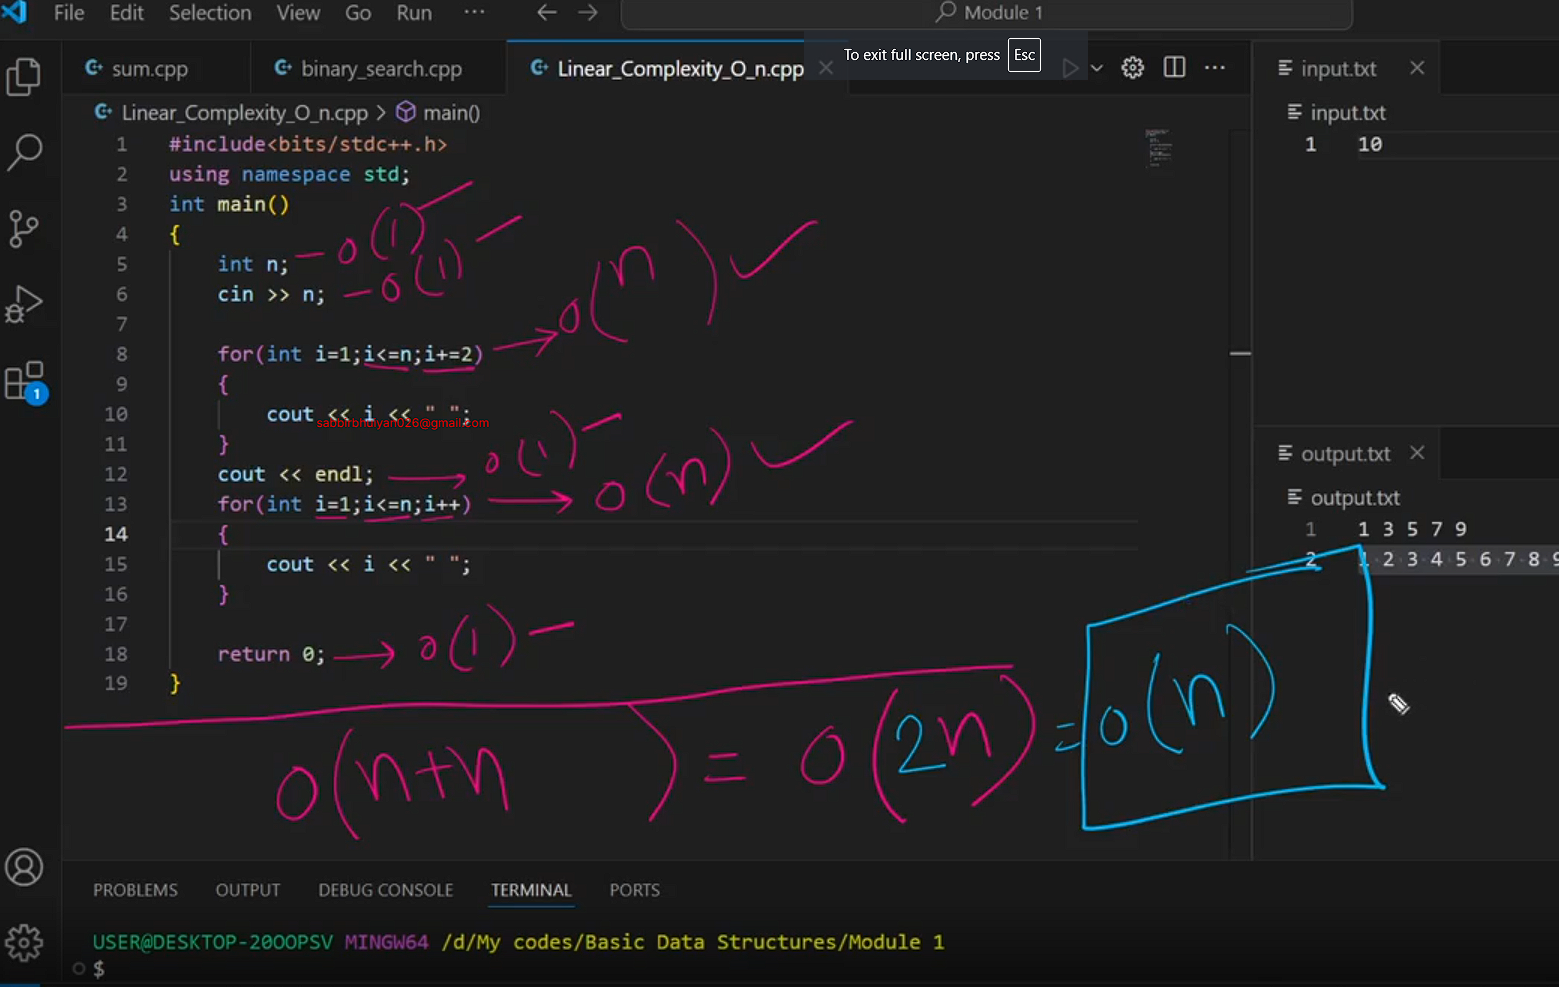 File Edit Selection View Go Run ··· Module 1
To exit full screen, press Esc
sum.cpp binary_search.cpp Linear_Complexity_O_n.cpp
Linear_Complexity_O_n.cpp > main()
1 #include<bits/stdc++.h>
2 using namespace std;
3 int main()
4 {
5 int n; – O(1)
6 cin >> n; – O(1)
7
8 for(int i=1;i<=n;i+=2) → O(n)
9 {
10 cout << i << " ";
sabbirbhuiyan026@gmail.com
11 }
12 cout << endl; → O(1)
13 for(int i=1;i<=n;i++) → O(n)
14 {
15 cout << i << " ";
16 }
17
18 return 0; → O(1)
19 }
O(n+n) = O(2n) = O(n)
input.txt
input.txt
1 10
output.txt
output.txt
1 1 3 5 7 9
2 1 2 3 4 5 6 7 8 9
1
PROBLEMS OUTPUT DEBUG CONSOLE TERMINAL PORTS
USER@DESKTOP-20OOPSV MINGW64 /d/My codes/Basic Data Structures/Module 1
$